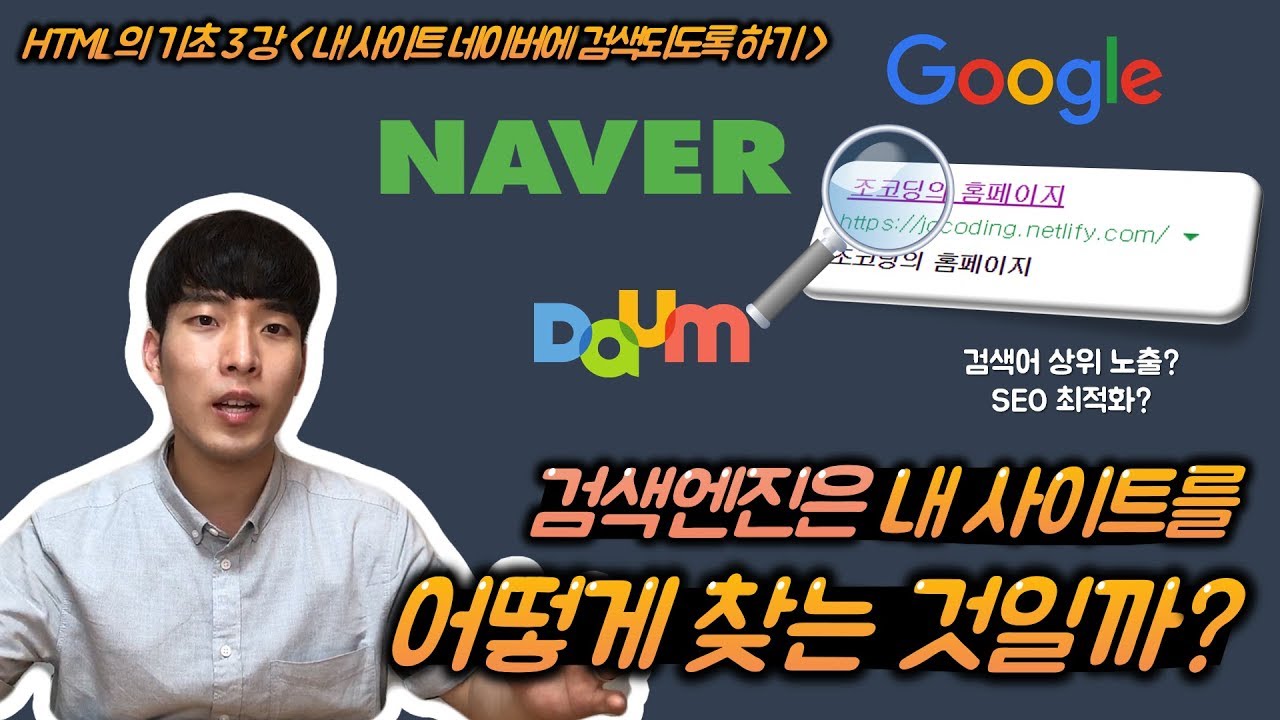 HTML의 기초 3강 < 내 사이트 네이버에 검색되도록 하기 >
Google
NAVER
조코딩의 홈페이지
https://jocoding.netlify.com/
조코딩의 홈페이지
Daum
검색어 상위 노출?
SEO 최적화?
검색엔진은 내 사이트를
어떻게 찾는 것일까?